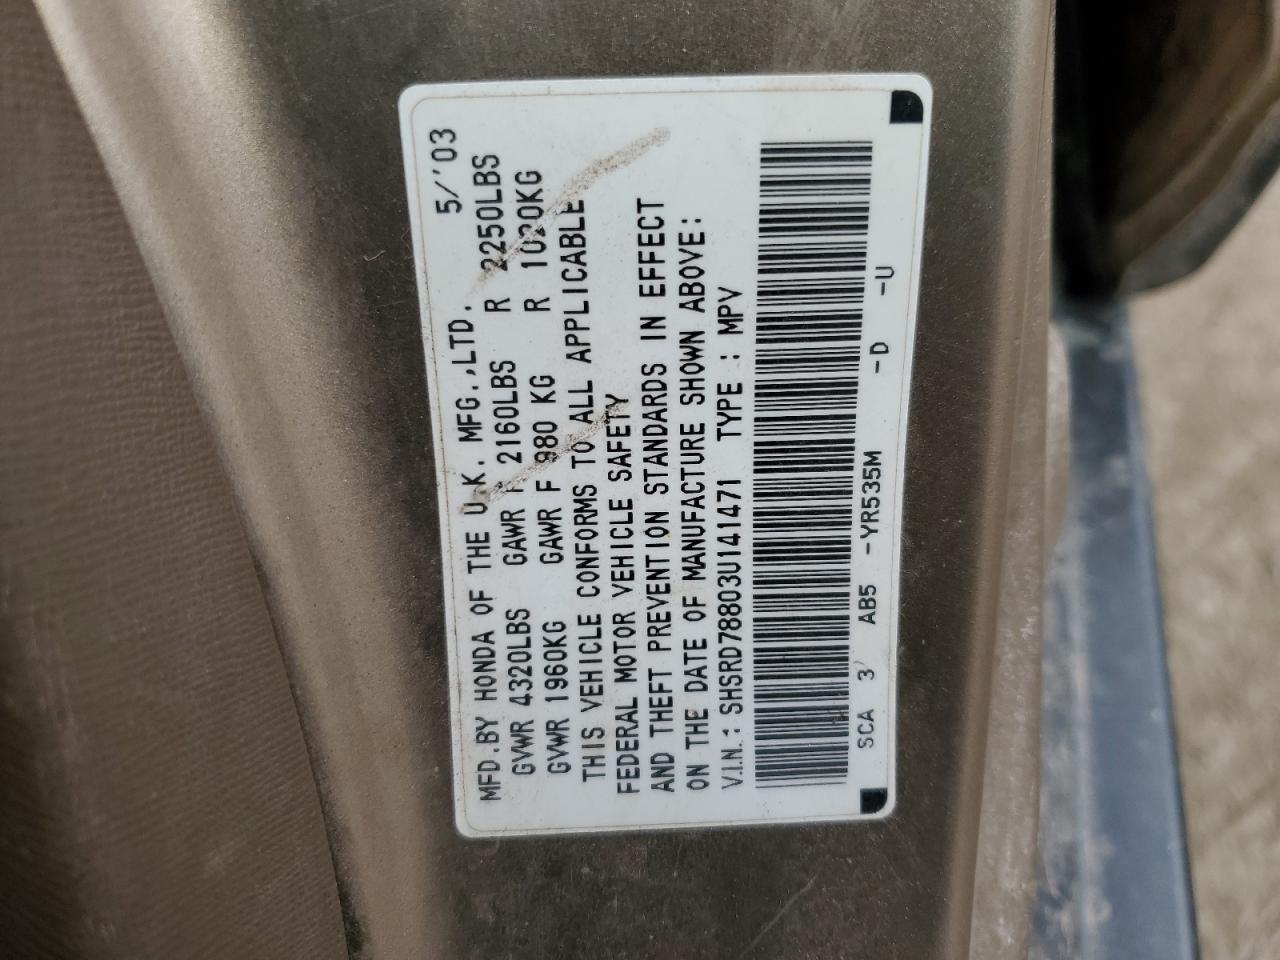 MFD.BY HONDA OF THE U.K. MFG.,LTD. 5/'03
GVWR 4320LBS GAWR F 2160LBS R 2250LBS
GVWR 1960KG GAWR F 980 KG R 1020KG
THIS VEHICLE CONFORMS TO ALL APPLICABLE
FEDERAL MOTOR VEHICLE SAFETY
AND THEFT PREVENTION STANDARDS IN EFFECT
ON THE DATE OF MANUFACTURE SHOWN ABOVE:
V.I.N.: SHSRD78803U141471 TYPE : MPV
SCA 3' AB5 -YR535M -D -U